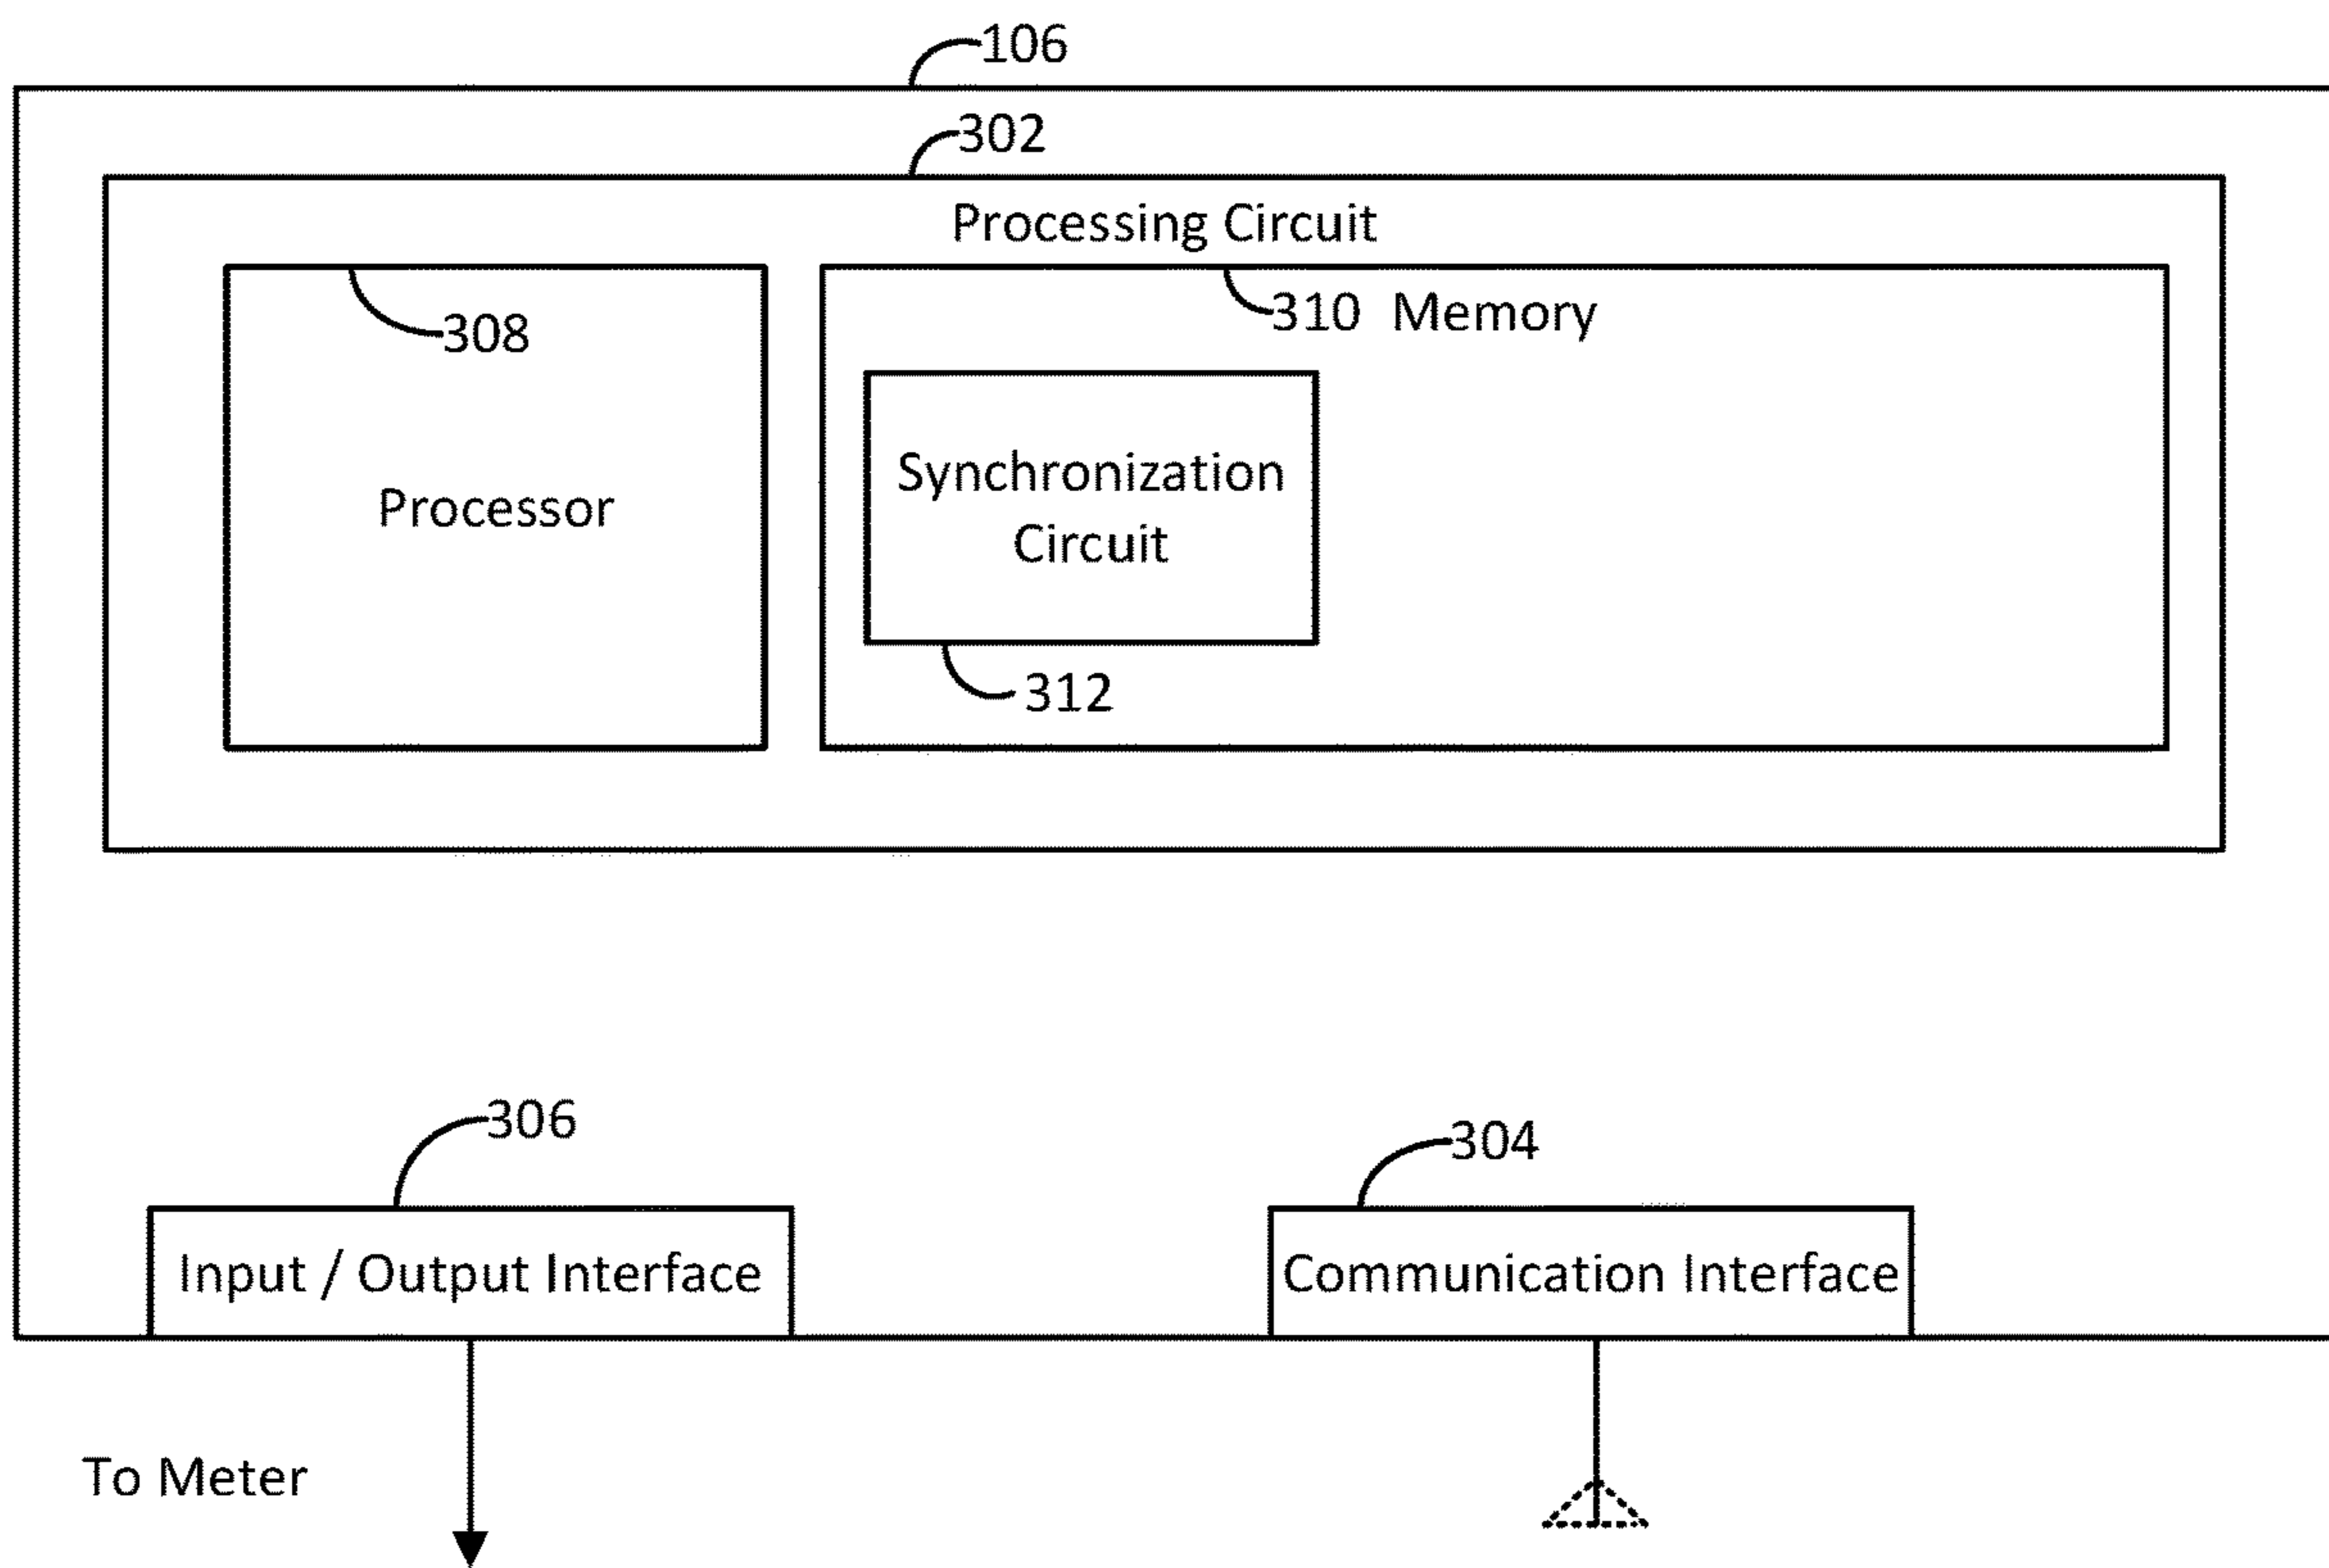 106
302
Processing Circuit
308
310 Memory
Processor
Synchronization
Circuit
312
306
304
Input / Output Interface
Communication Interface
To Meter